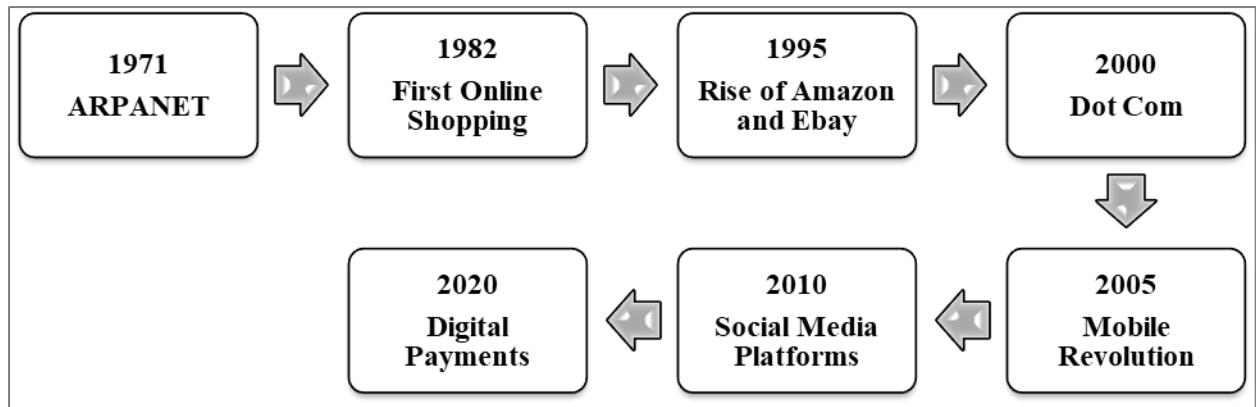 1971
ARPANET
1982
First Online
Shopping
1995
Rise of Amazon
and Ebay
2000
Dot Com
2005
Mobile
Revolution
2010
Social Media
Platforms
2020
Digital
Payments